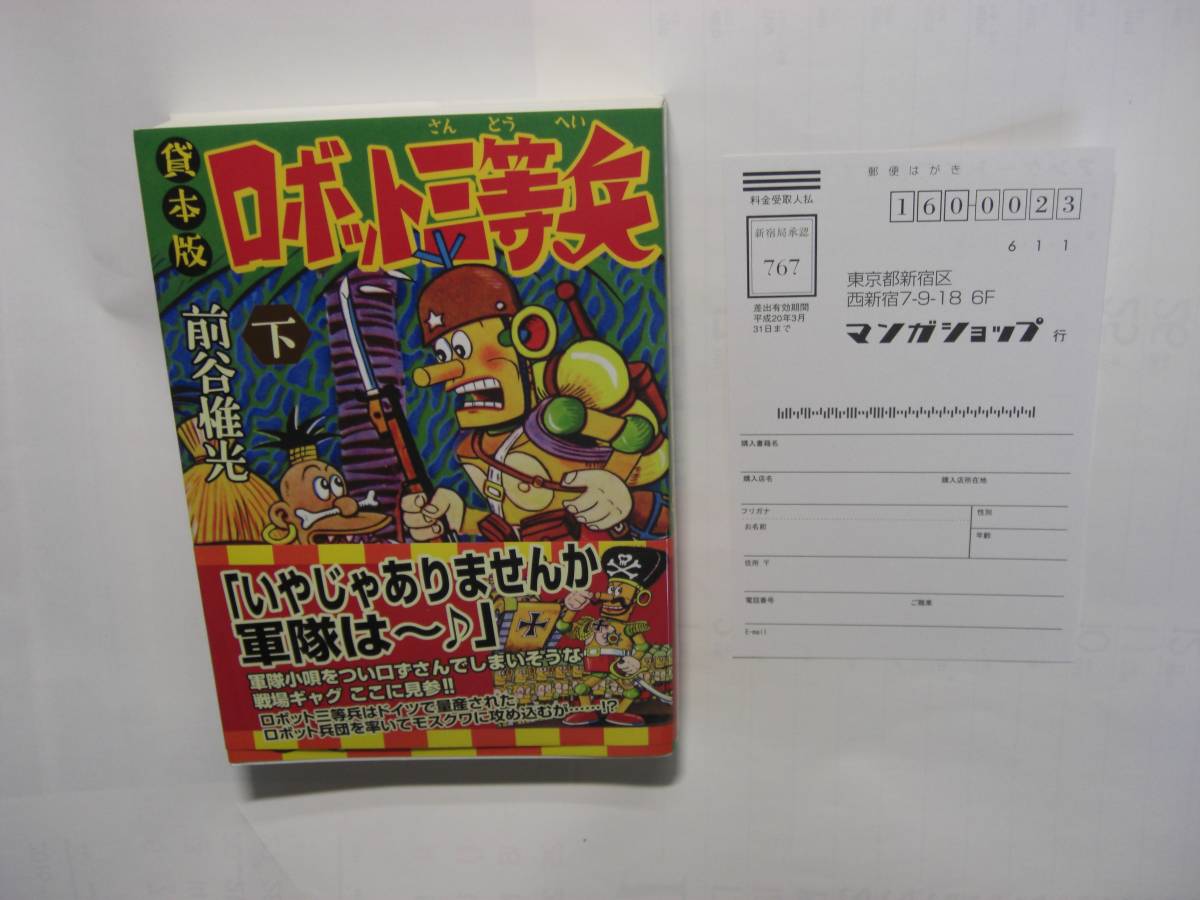 貸本版
さんとうへい
ロボット三等兵
下
前谷惟光
「いやじゃありませんか
軍隊は～♪」
軍隊小唄をつい口ずさんでしまいそうな
戦場ギャグ ここに見参!!
ロボット三等兵はドイツで量産された
ロボット兵団を率いてモスクワに攻め込むが……!?
郵便はがき
料金受取人払
160-0023
新宿局承認
767
611
差出有効期間
平成20年3月
31日まで
東京都新宿区
西新宿7-9-18 6F
マンガショップ 行
購入書籍名
購入店名 購入店所在地
フリガナ 性別
お名前
年齢
住所 〒
電話番号 ご職業
E-mail